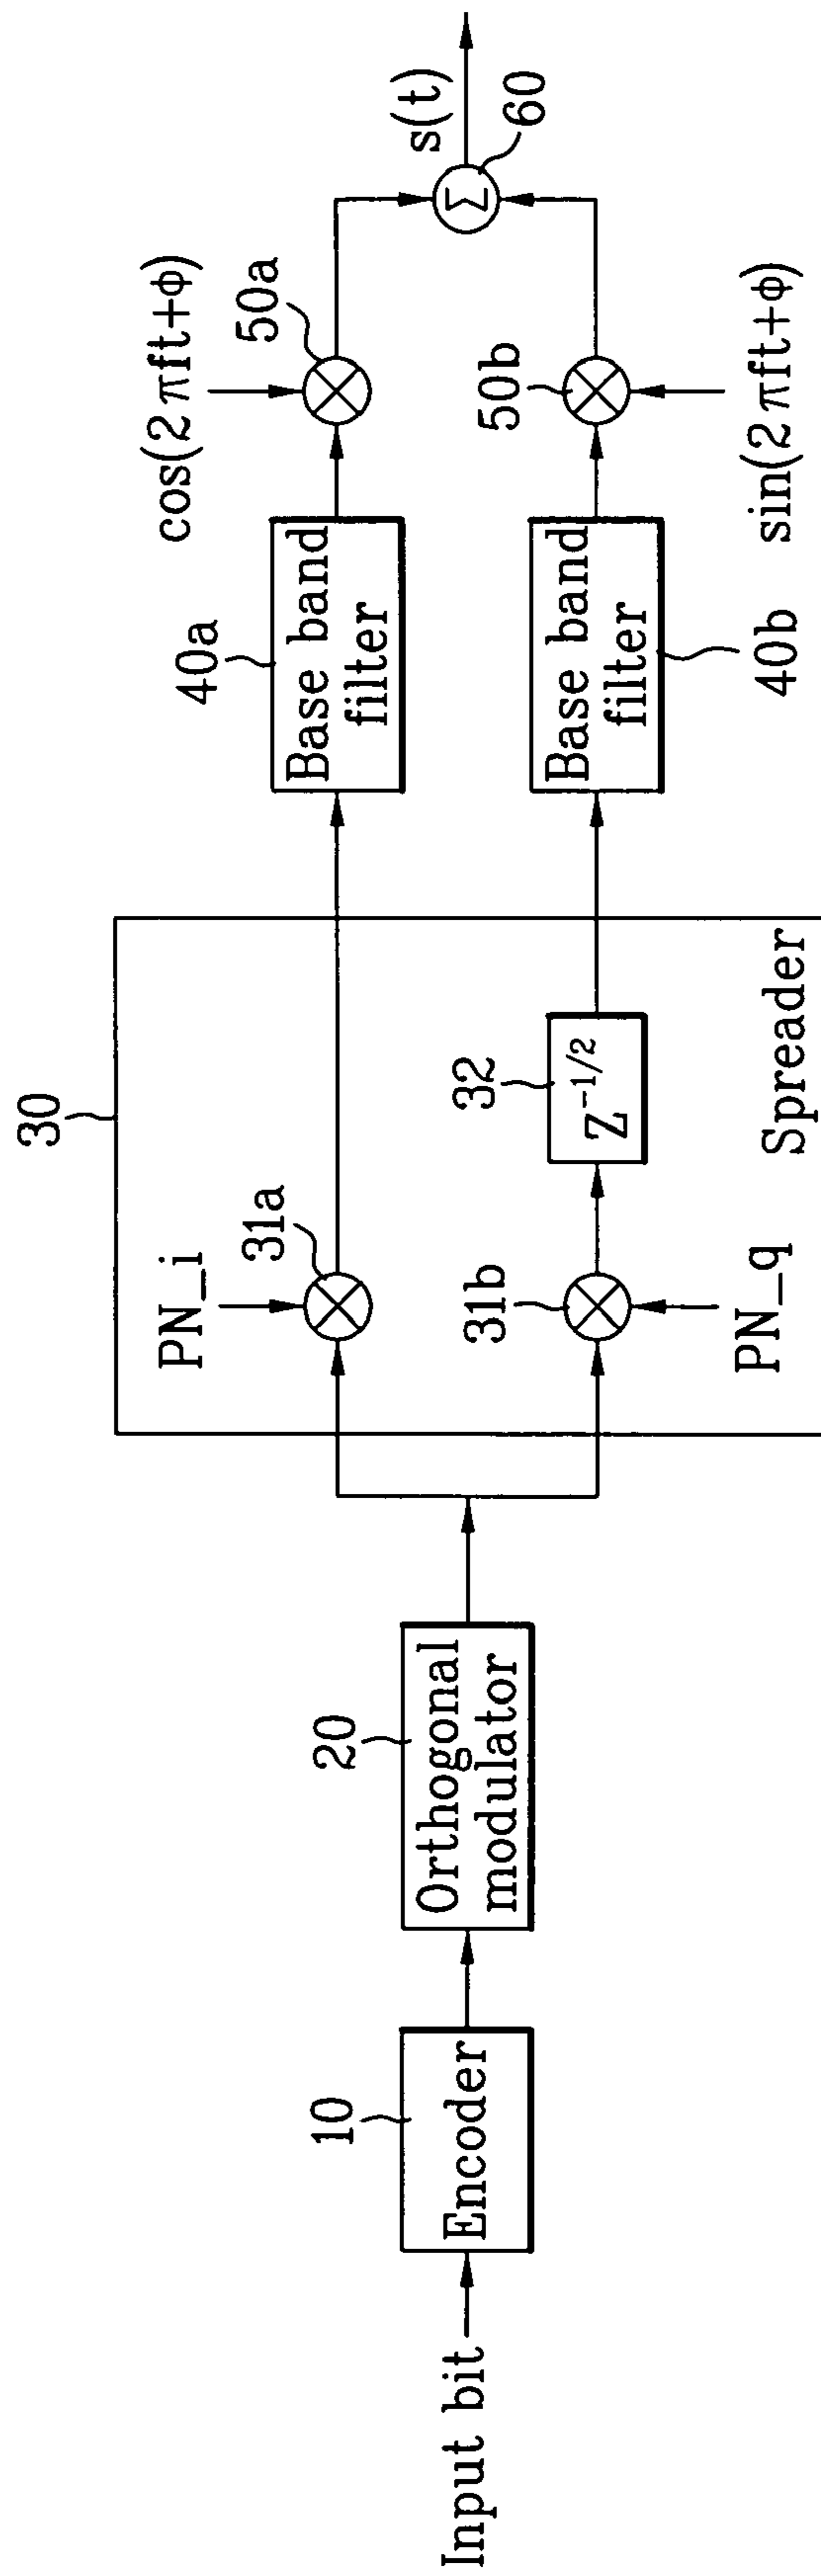 Input bit
10
Encoder
20
Orthogonal
modulator
30
PN_i
31a
31b
PN_q
32
Z^{-1/2}
Spreader
40a
Base band
filter
Base band
filter
40b
cos(2πft+φ)
50a
50b
sin(2πft+φ)
Σ
s(t)
60